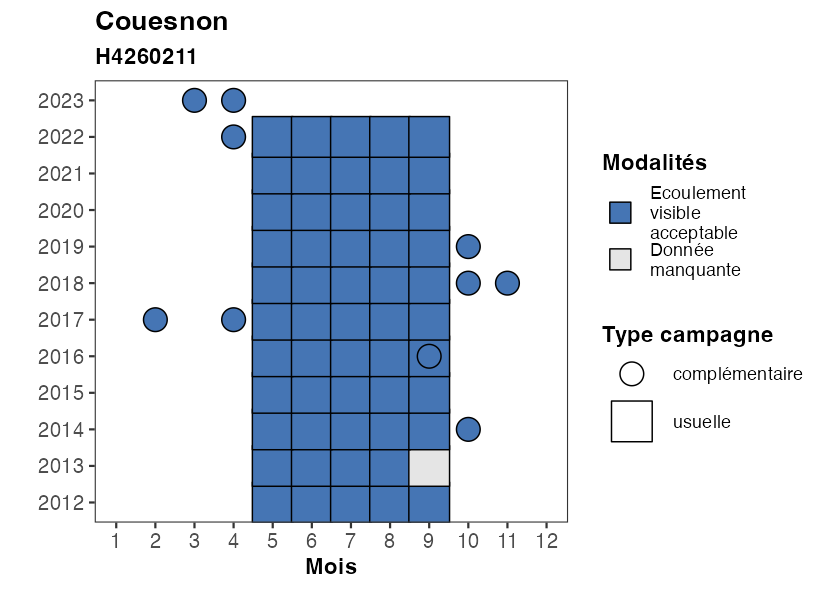 Couesnon
H4260211
2023
2022
2021
2020
2019
2018
2017
2016
2015
2014
2013
2012
1 2 3 4 5 6 7 8 9 10 11 12
Mois
Modalités
Ecoulement
visible
acceptable
Donnée
manquante
Type campagne
complémentaire
usuelle